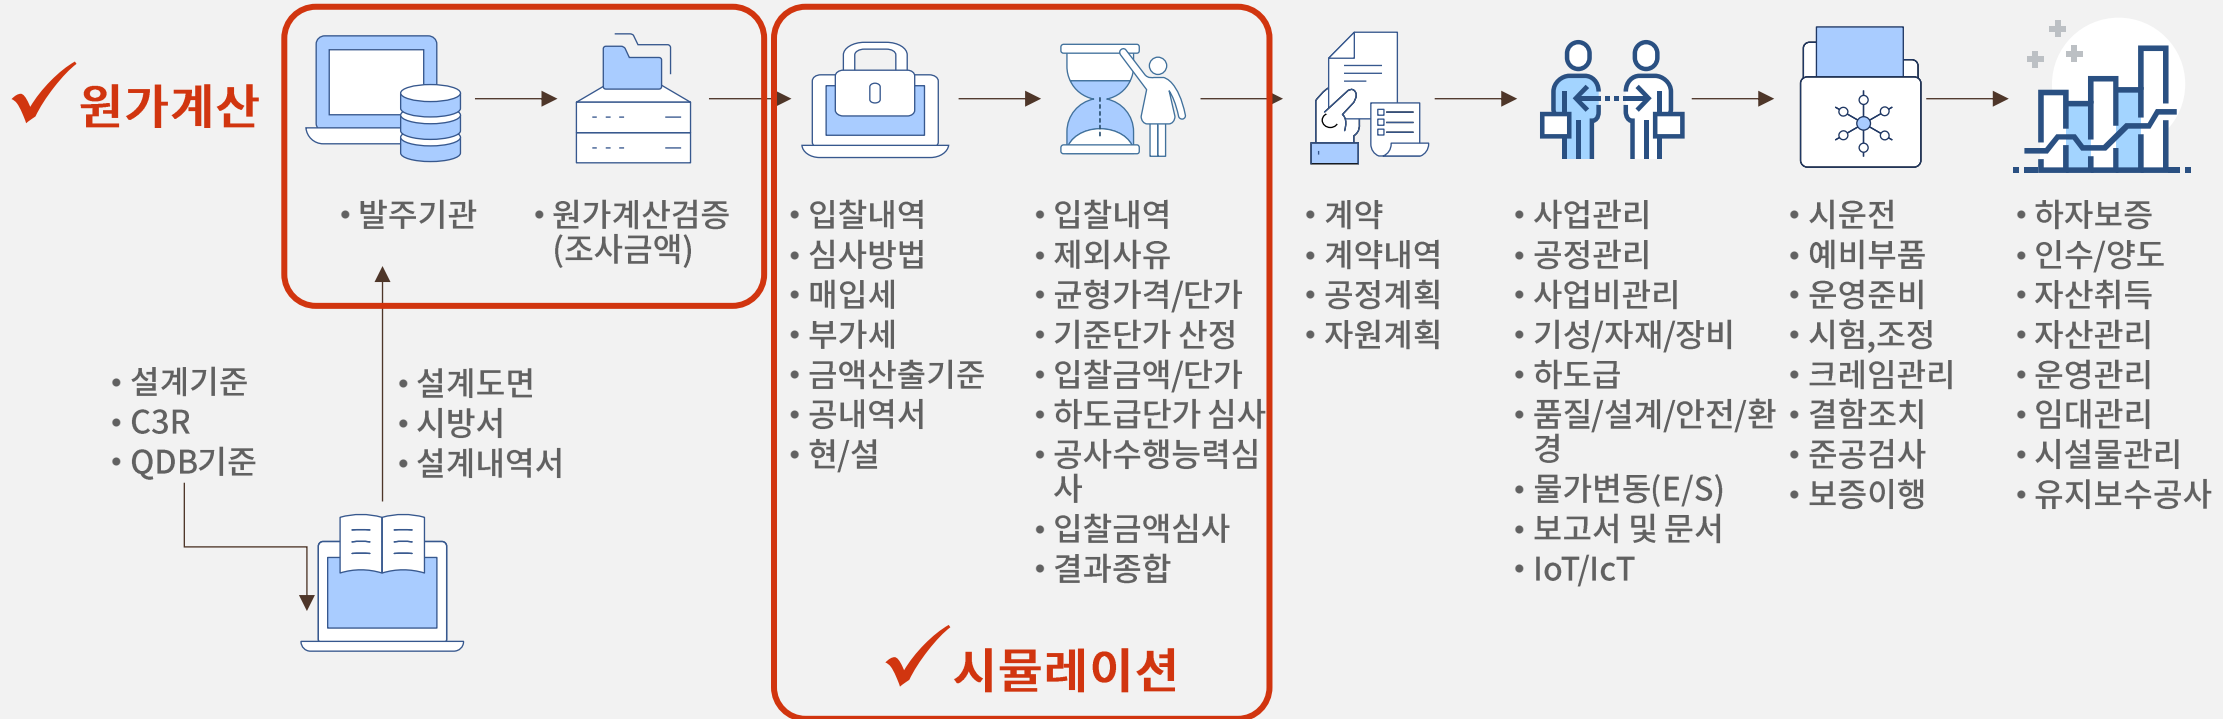 원가계산
• 발주기관
• 원가계산검증
(조사금액)
• 설계기준
• C3R
• QDB기준
• 설계도면
• 시방서
• 설계내역서
• 입찰내역
• 심사방법
• 매입세
• 부가세
• 금액산출기준
• 공내역서
• 현/설
• 입찰내역
• 제외사유
• 균형가격/단가
• 기준단가 산정
• 입찰금액/단가
• 하도급단가 심사
• 공사수행능력심
사
• 입찰금액심사
• 결과종합
시뮬레이션
• 계약
• 계약내역
• 공정계획
• 자원계획
• 사업관리
• 공정관리
• 사업비관리
• 기성/자재/장비
• 하도급
• 품질/설계/안전/환
경
• 물가변동(E/S)
• 보고서 및 문서
• IoT/IcT
• 시운전
• 예비부품
• 운영준비
• 시험,조정
• 크레임관리
• 결함조치
• 준공검사
• 보증이행
• 하자보증
• 인수/양도
• 자산취득
• 자산관리
• 운영관리
• 임대관리
• 시설물관리
• 유지보수공사